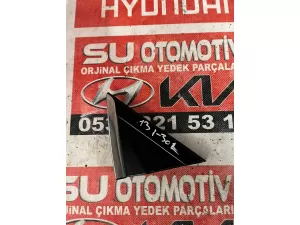 HYUNDAI
SU OTOMOTİV
ORJİNAL ÇIKMA YEDEK PARÇALAR
KIA
053 21 53 1
SU OTOMOTİV
ORJİNAL ÇIKMA YEDEK PARÇALAR